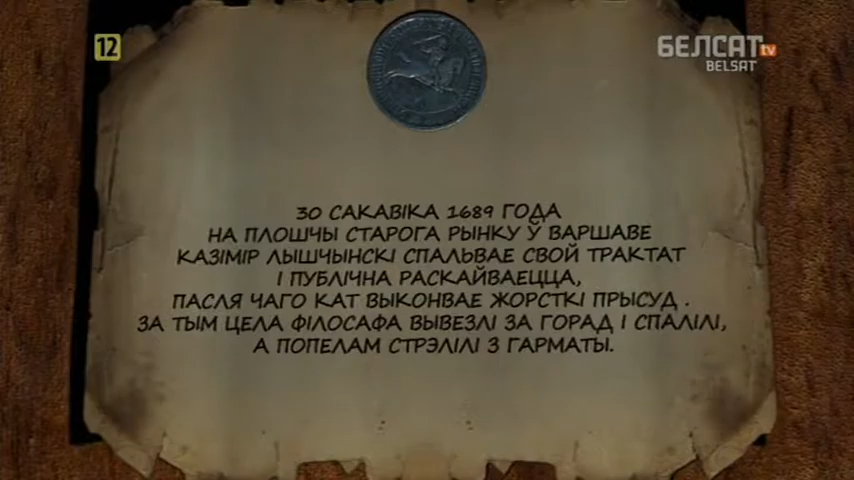 12
БЕЛСАТ tv
BELSAT
30 САКАВІКА 1689 ГОДА
НА ПЛОШЧЫ СТАРОГА РЫНКУ Ў ВАРШАВЕ
КАЗІМІР ЛЫШЧЫНСКІ СПАЛЬВАЕ СВОЙ ТРАКТАТ
І ПУБЛІЧНА РАСКАЙВАЕЦЦА,
ПАСЛЯ ЧАГО КАТ ВЫКОНВАЕ ЖОРСТКІ ПРЫСУД .
ЗА ТЫМ ЦЕЛА ФІЛОСАФА ВЫВЕЗЛІ ЗА ГОРАД І СПАЛІЛІ,
А ПОПЕЛАМ СТРЭЛІЛІ З ГАРМАТЫ.